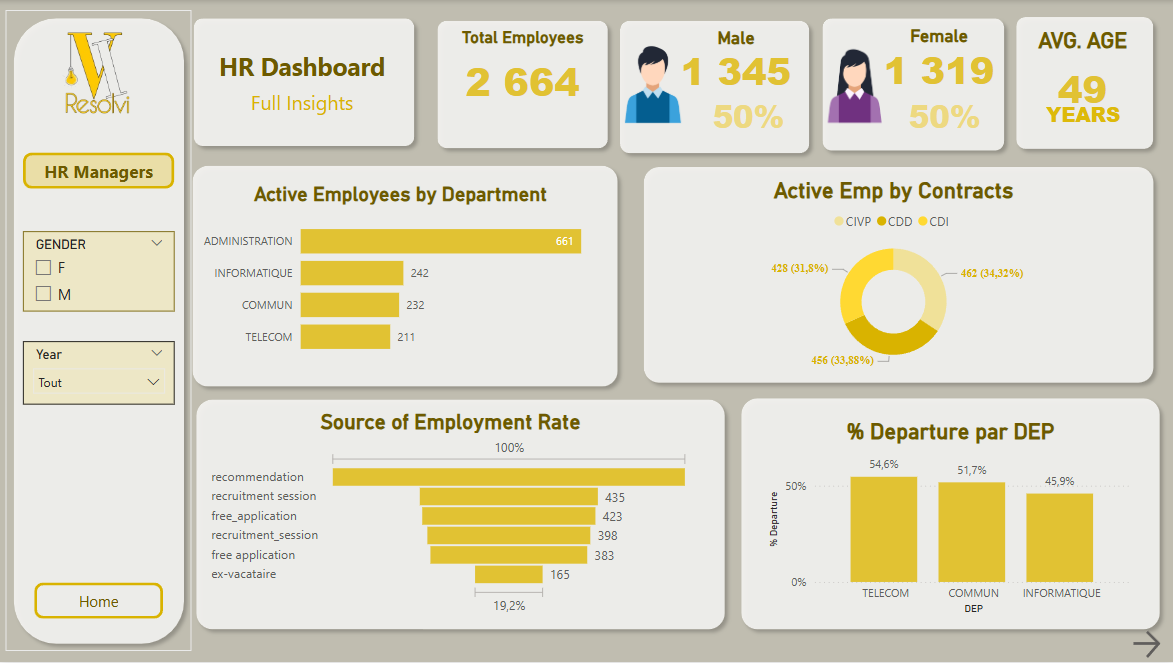 Resolvi
HR Managers
GENDER
F
M
Year
Tout
Home
HR Dashboard
Full Insights
Total Employees
2 664
Male
1 345
50%
Female
1 319
50%
AVG. AGE
49
YEARS
Active Employees by Department
ADMINISTRATION 661
INFORMATIQUE 242
COMMUN 232
TELECOM 211
Active Emp by Contracts
CIVP CDD CDI
428 (31,8%) 462 (34,32%)
456 (33,88%)
Source of Employment Rate
100%
recommendation
recruitment session 435
free_application 423
recruitment_session 398
free application 383
ex-vacataire 165
19,2%
% Departure par DEP
54,6%
51,7%
45,9%
50%
% Departure
0%
TELECOM COMMUN INFORMATIQUE
DEP